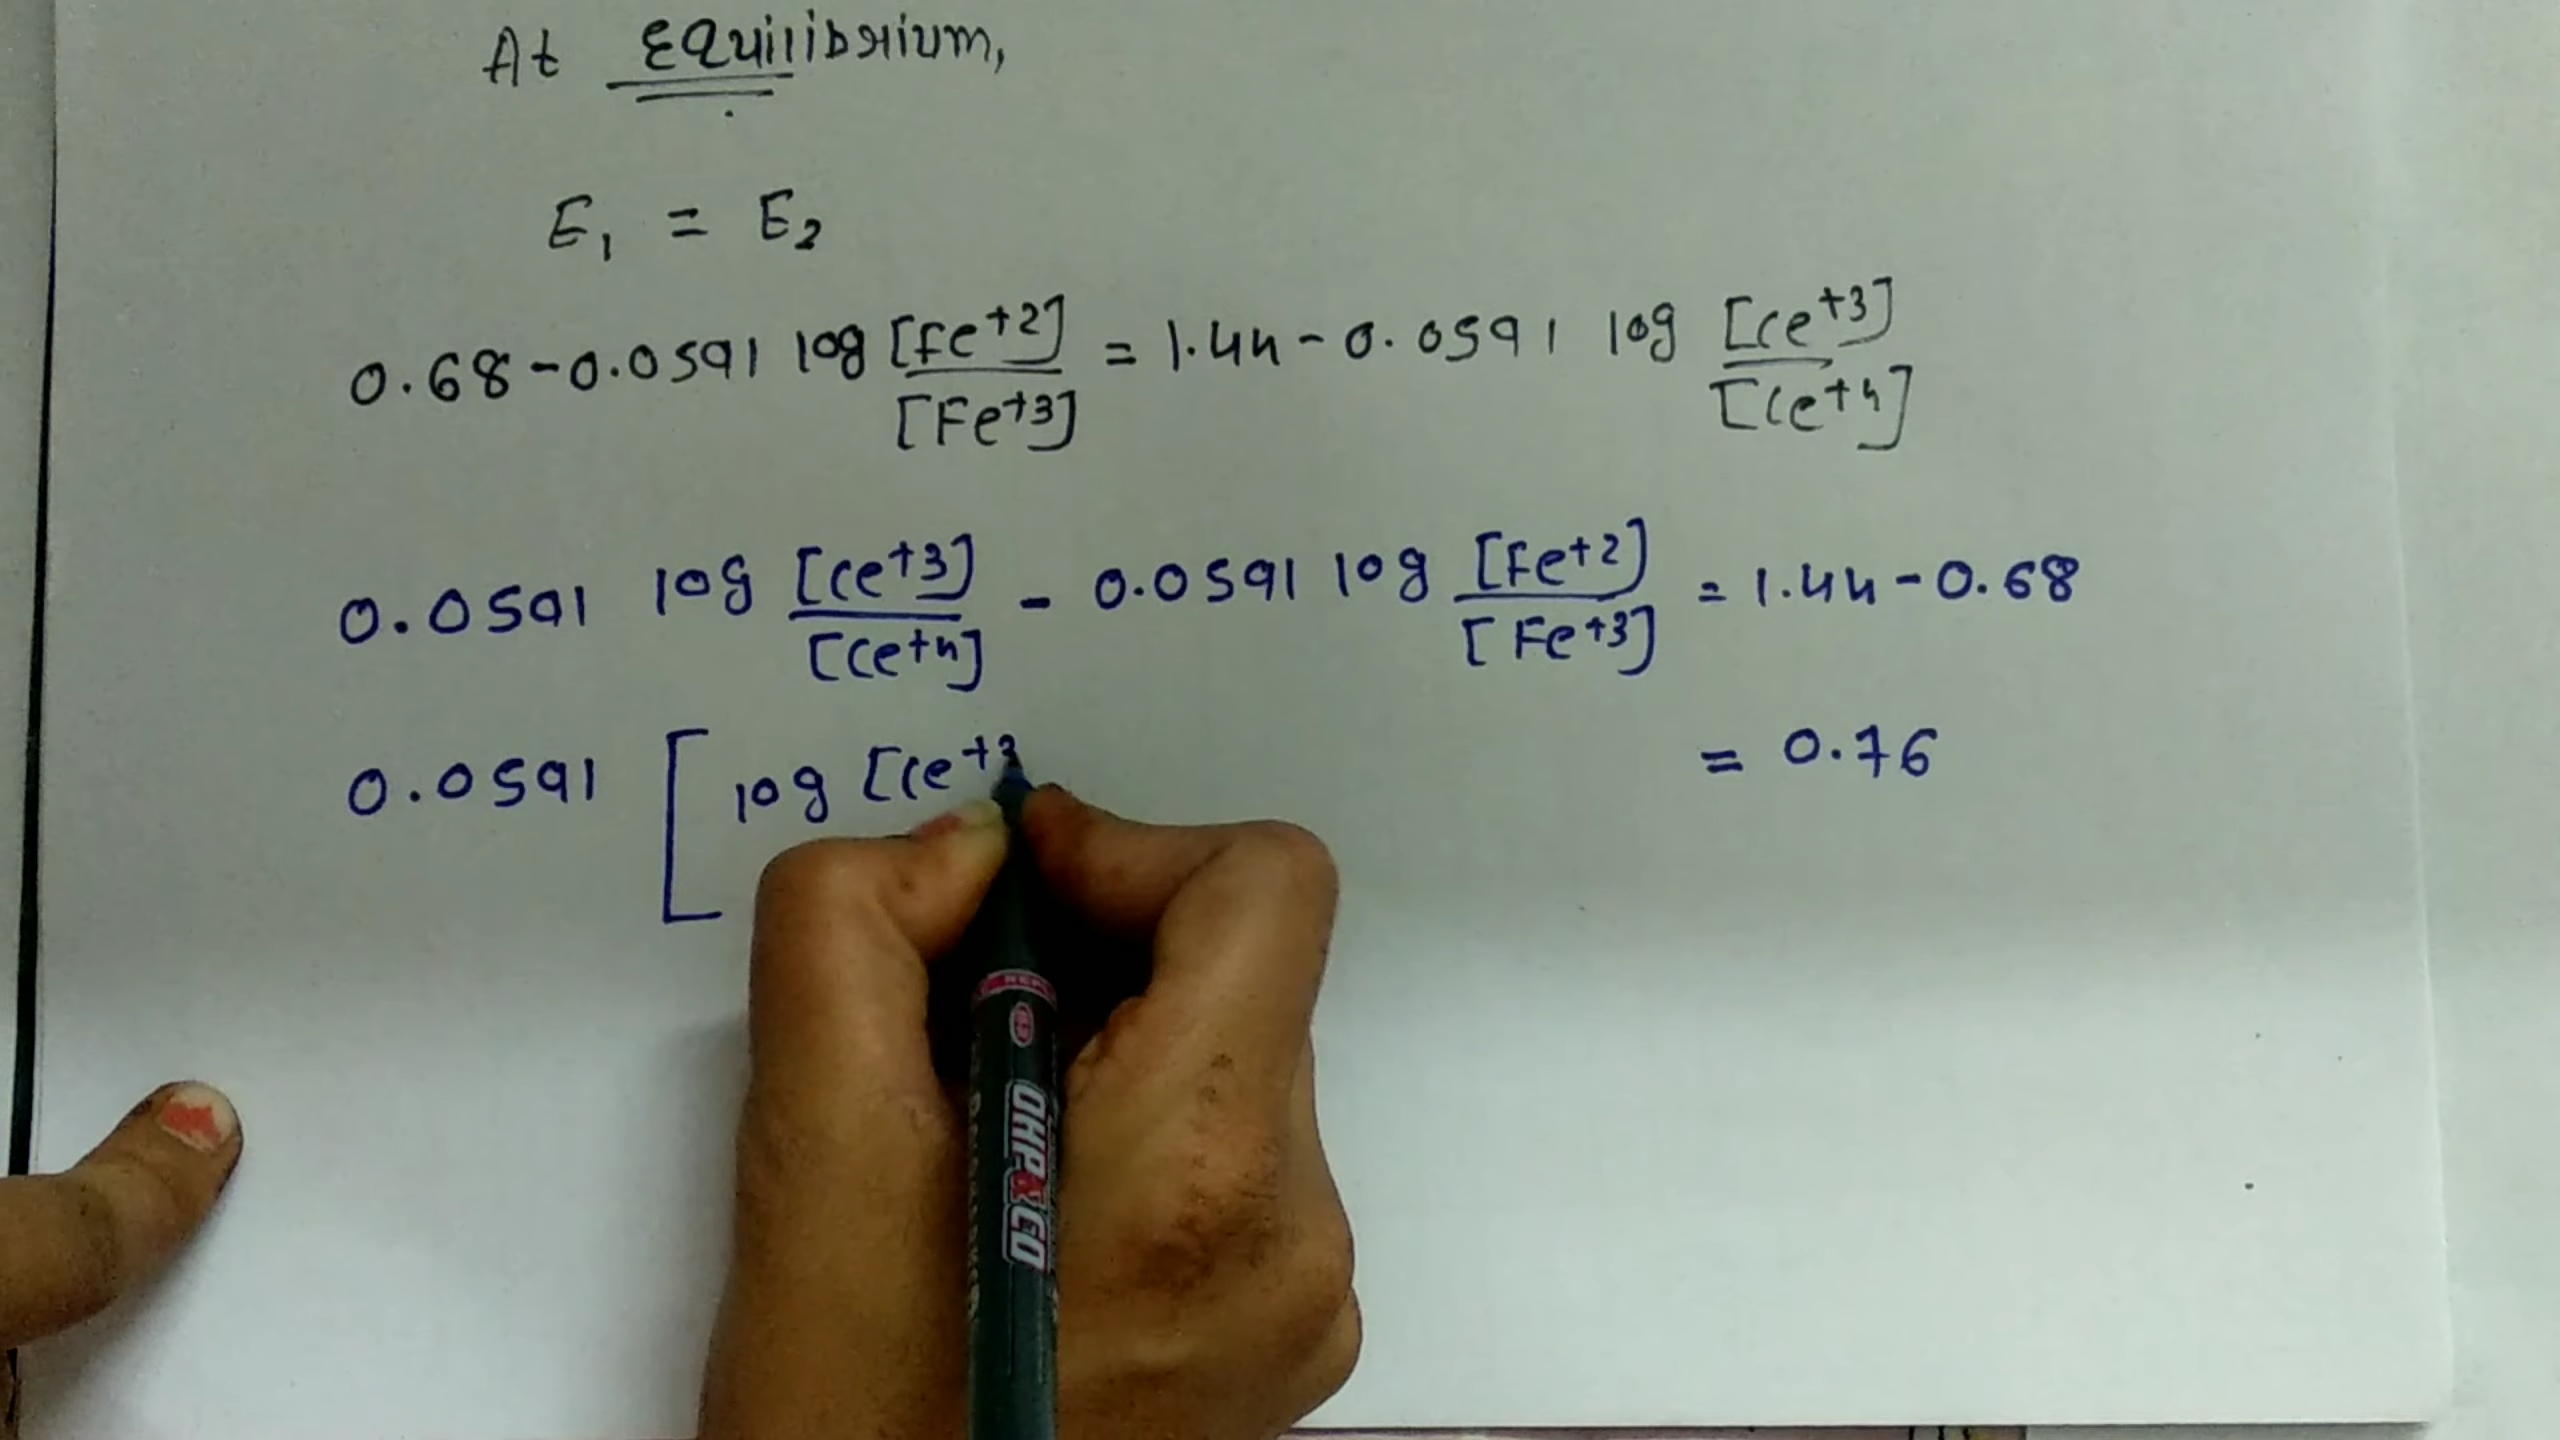 At Equilibrium,
E₁ = E₂
0.68 - 0.0591 log [Fe⁺²]/[Fe⁺³] = 1.44 - 0.0591 log [Ce⁺³]/[Ce⁺⁴]
0.0591 log [Ce⁺³]/[Ce⁺⁴] - 0.0591 log [Fe⁺²]/[Fe⁺³] = 1.44 - 0.68
0.0591 [ log [Ce⁺³ = 0.76
OHP&CD